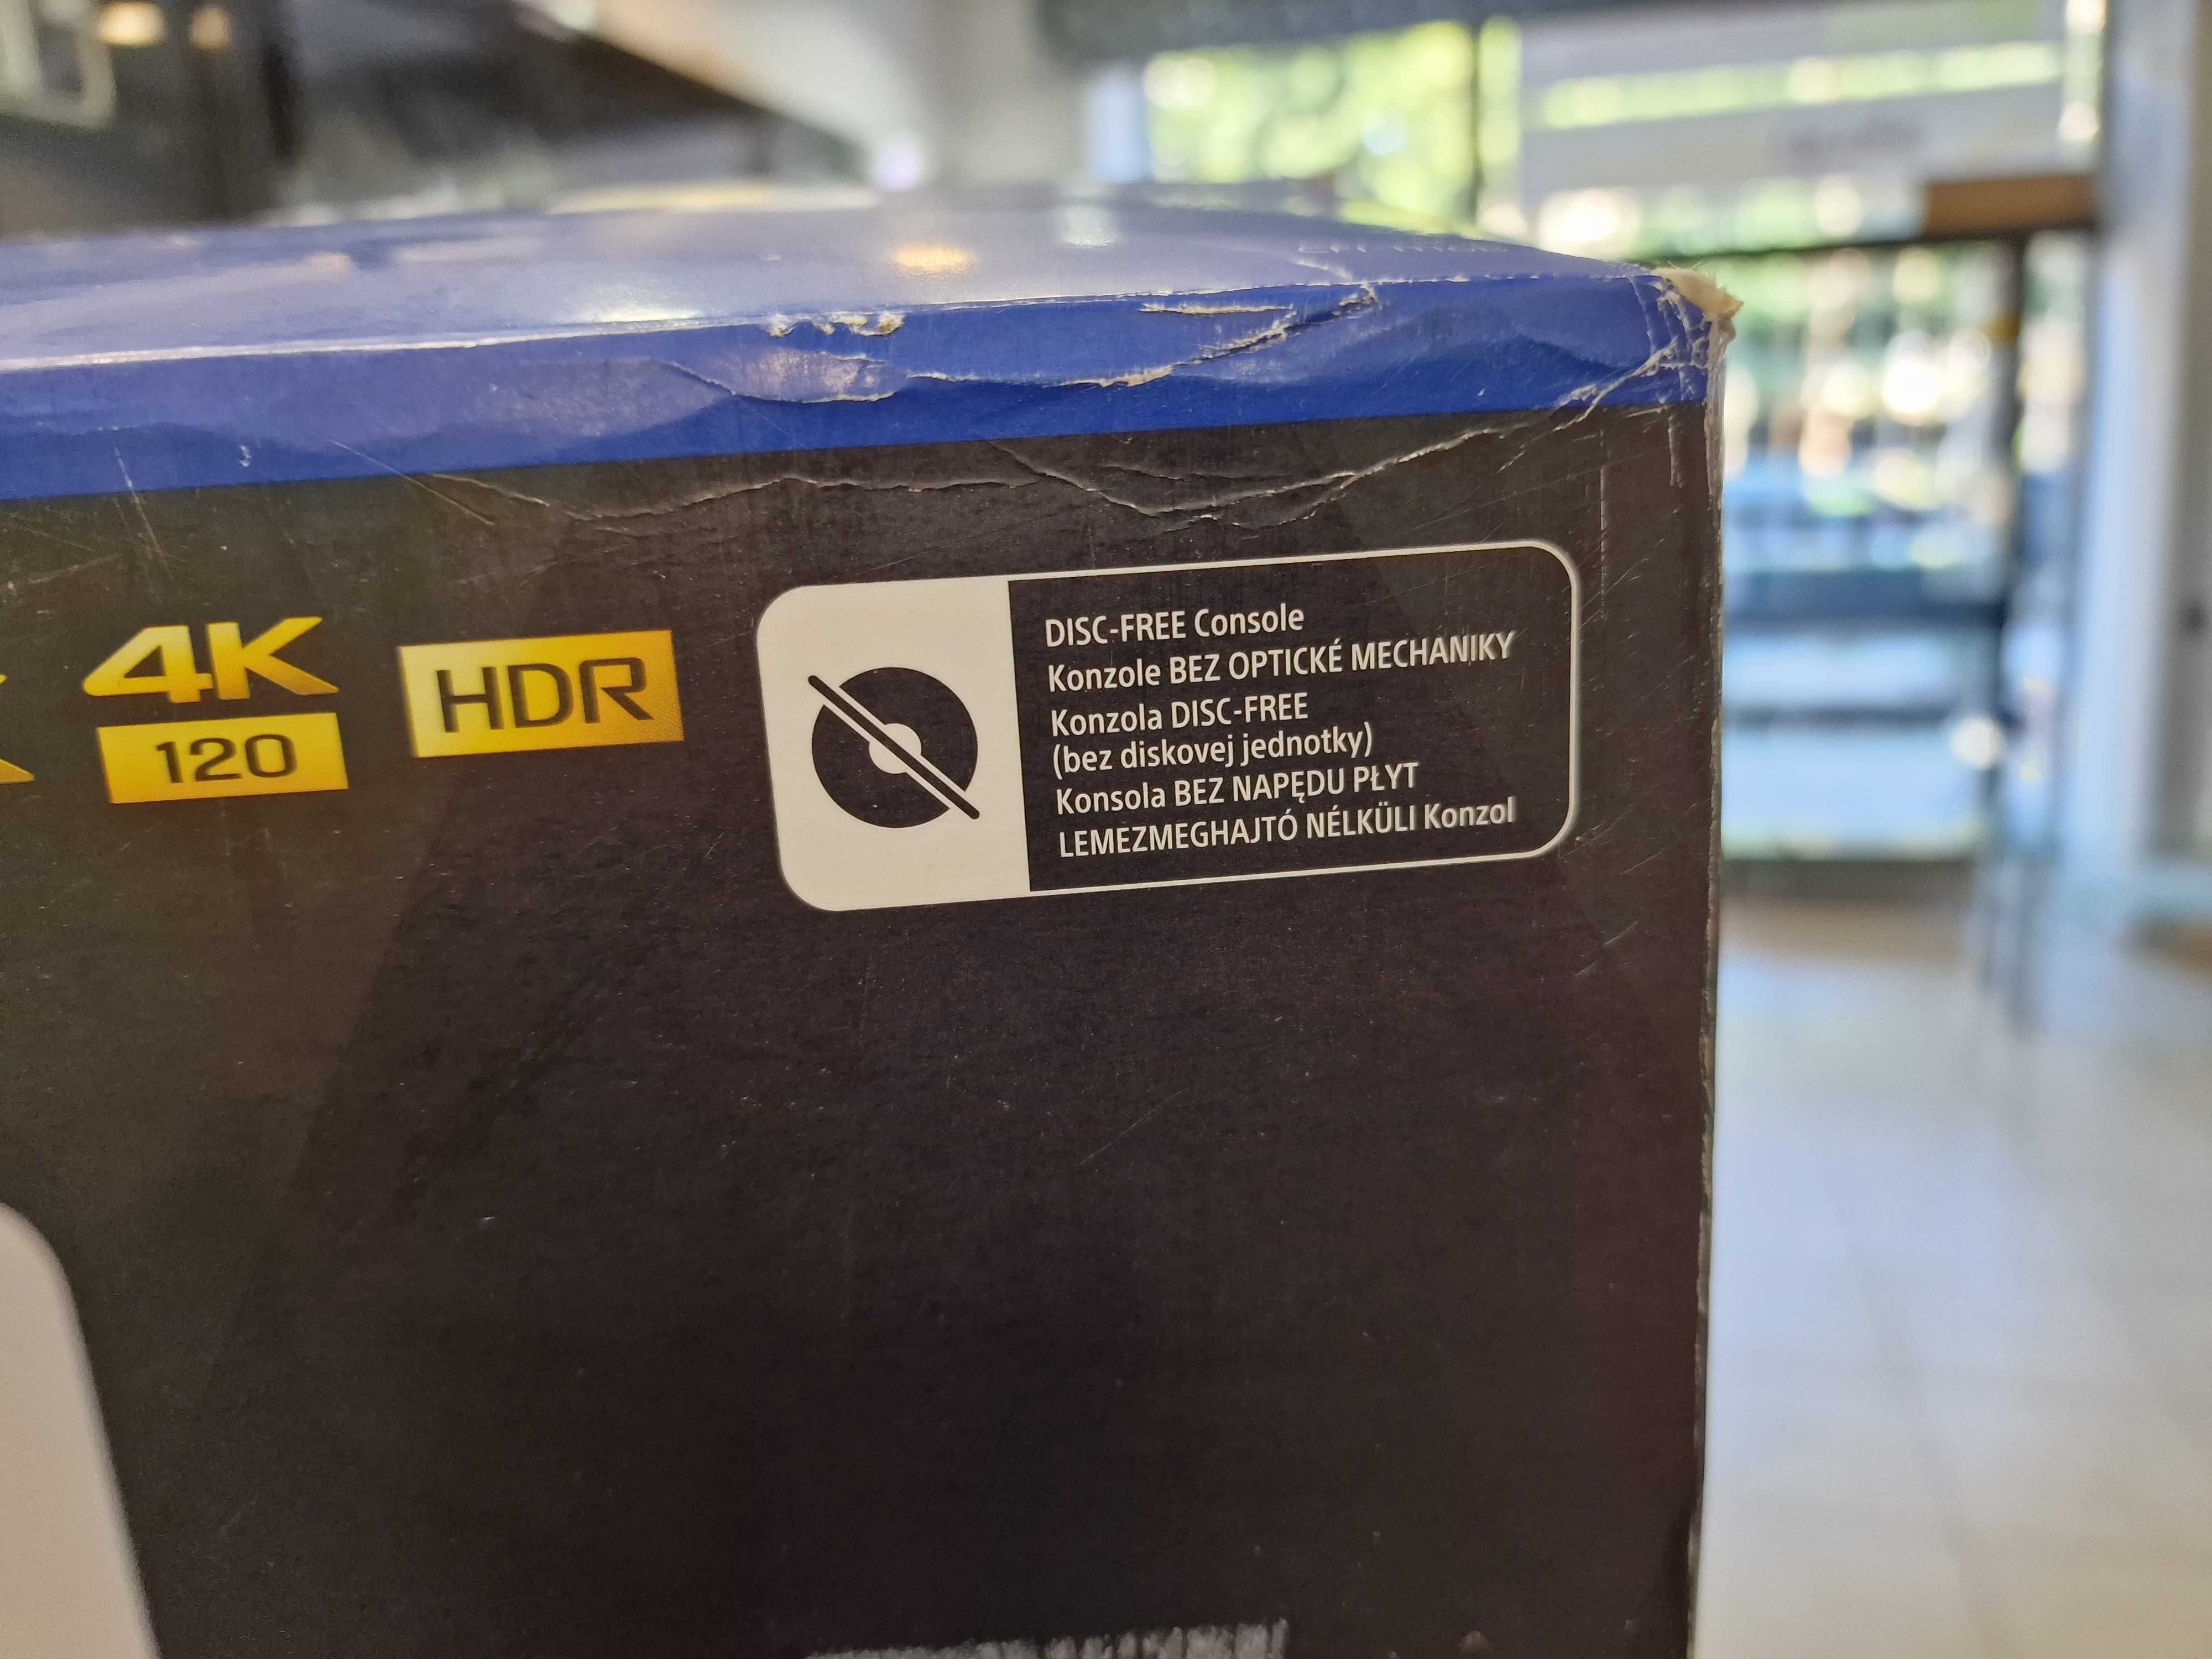 4K
120
HDR
DISC-FREE Console
Konzole BEZ OPTICKÉ MECHANIKY
Konzola DISC-FREE
(bez diskovej jednotky)
Konsola BEZ NAPĘDU PŁYT
LEMEZMEGHAJTÓ NÉLKÜLI Konzol